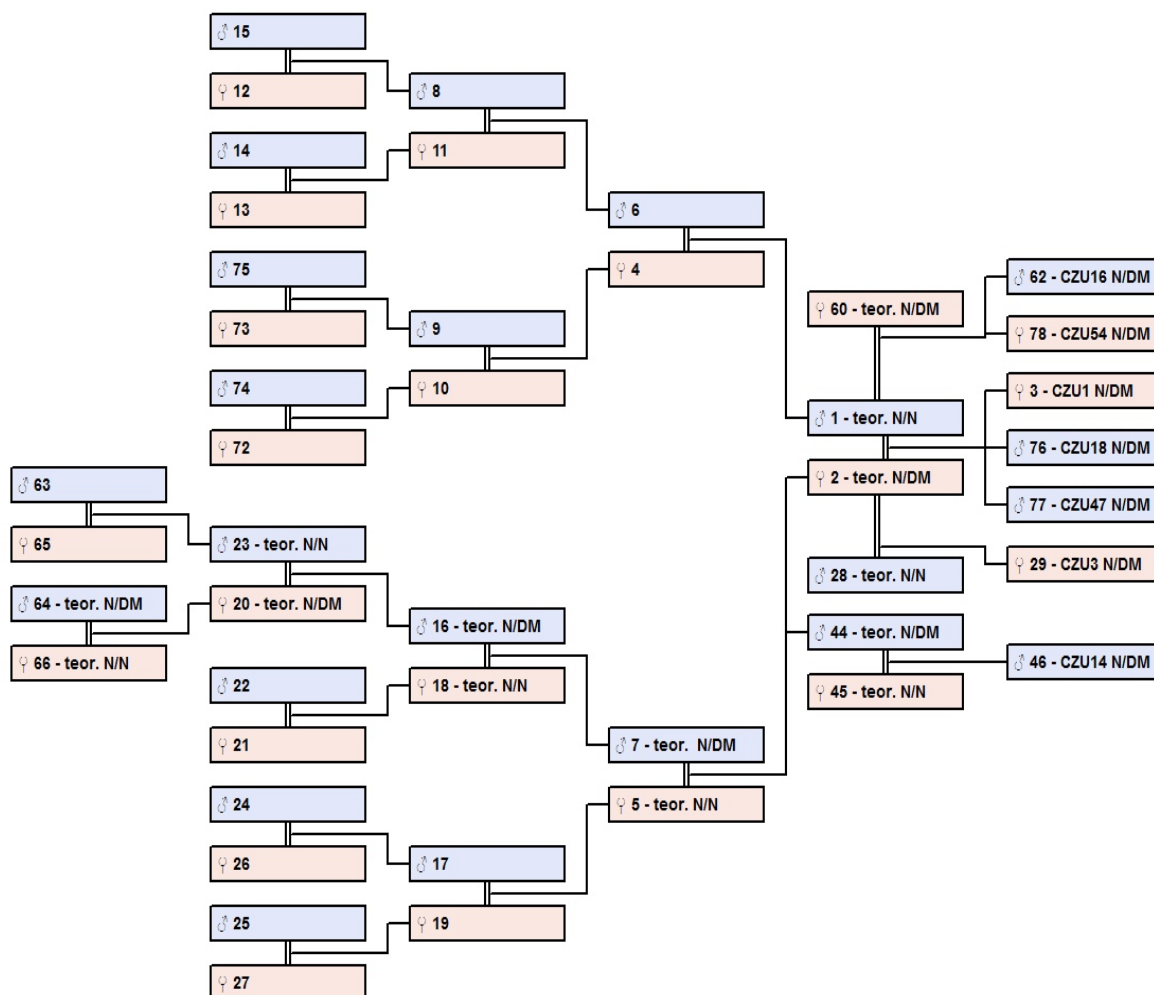 ♂ 15
♀ 12
♂ 8
♂ 14
♀ 11
♀ 13
♂ 6
♂ 75
♀ 4
♀ 73
♂ 9
♂ 74
♀ 10
♀ 72
♀ 60 - teor. N/DM
♂ 62 - CZU16 N/DM
♀ 78 - CZU54 N/DM
♀ 3 - CZU1 N/DM
♂ 1 - teor. N/N
♂ 76 - CZU18 N/DM
♀ 2 - teor. N/DM
♂ 77 - CZU47 N/DM
♂ 63
♀ 65
♂ 23 - teor. N/N
♂ 28 - teor. N/N
♀ 29 - CZU3 N/DM
♂ 64 - teor. N/DM
♀ 20 - teor. N/DM
♂ 16 - teor. N/DM
♂ 44 - teor. N/DM
♀ 66 - teor. N/N
♂ 46 - CZU14 N/DM
♂ 22
♀ 18 - teor. N/N
♀ 45 - teor. N/N
♀ 21
♂ 7 - teor.  N/DM
♂ 24
♀ 5 - teor. N/N
♀ 26
♂ 17
♂ 25
♀ 19
♀ 27